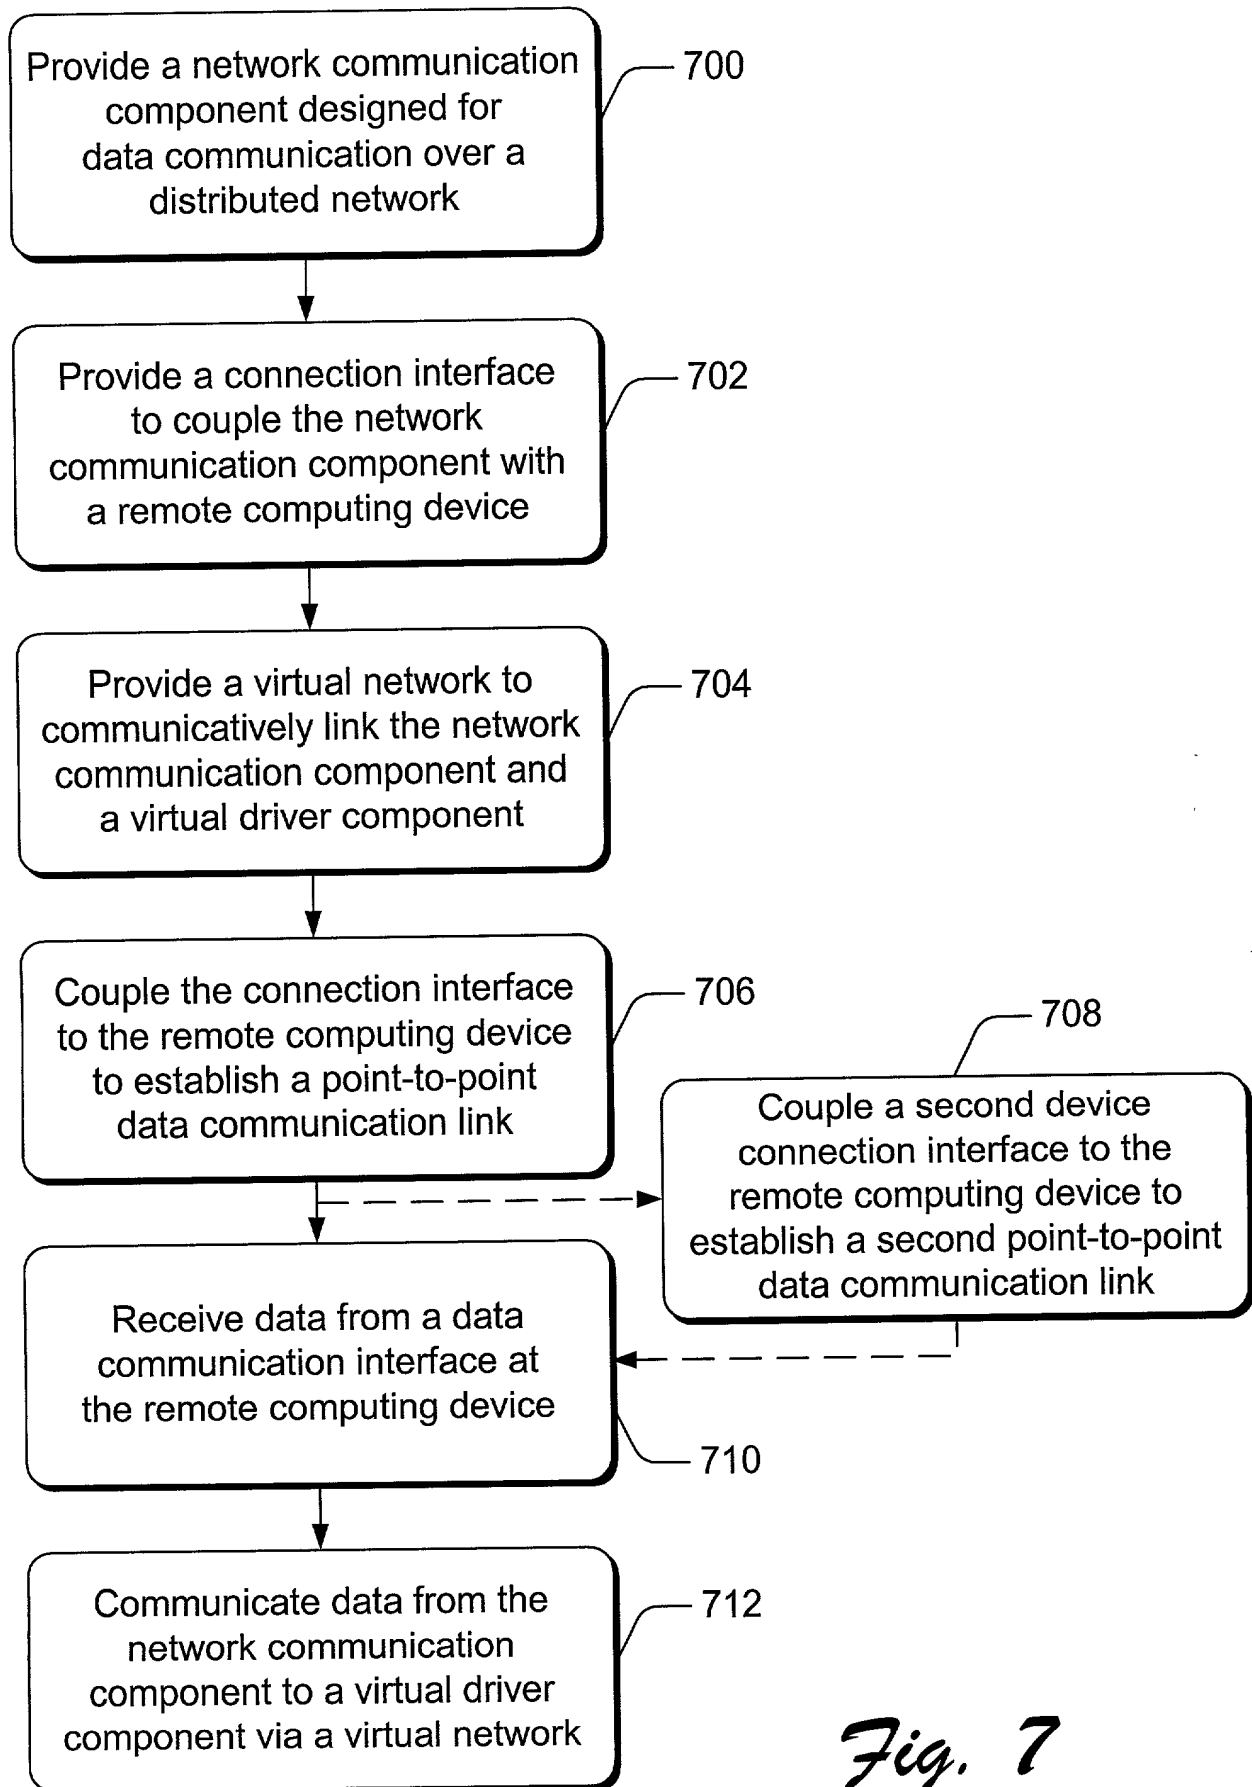 Provide a network communication
component designed for
data communication over a
distributed network
700
Provide a connection interface
to couple the network
communication component with
a remote computing device
702
Provide a virtual network to
communicatively link the network
communication component and
a virtual driver component
704
Couple the connection interface
to the remote computing device
to establish a point-to-point
data communication link
706
708
Couple a second device
connection interface to the
remote computing device to
establish a second point-to-point
data communication link
Receive data from a data
communication interface at
the remote computing device
710
Communicate data from the
network communication
component to a virtual driver
component via a virtual network
712
Fig. 7